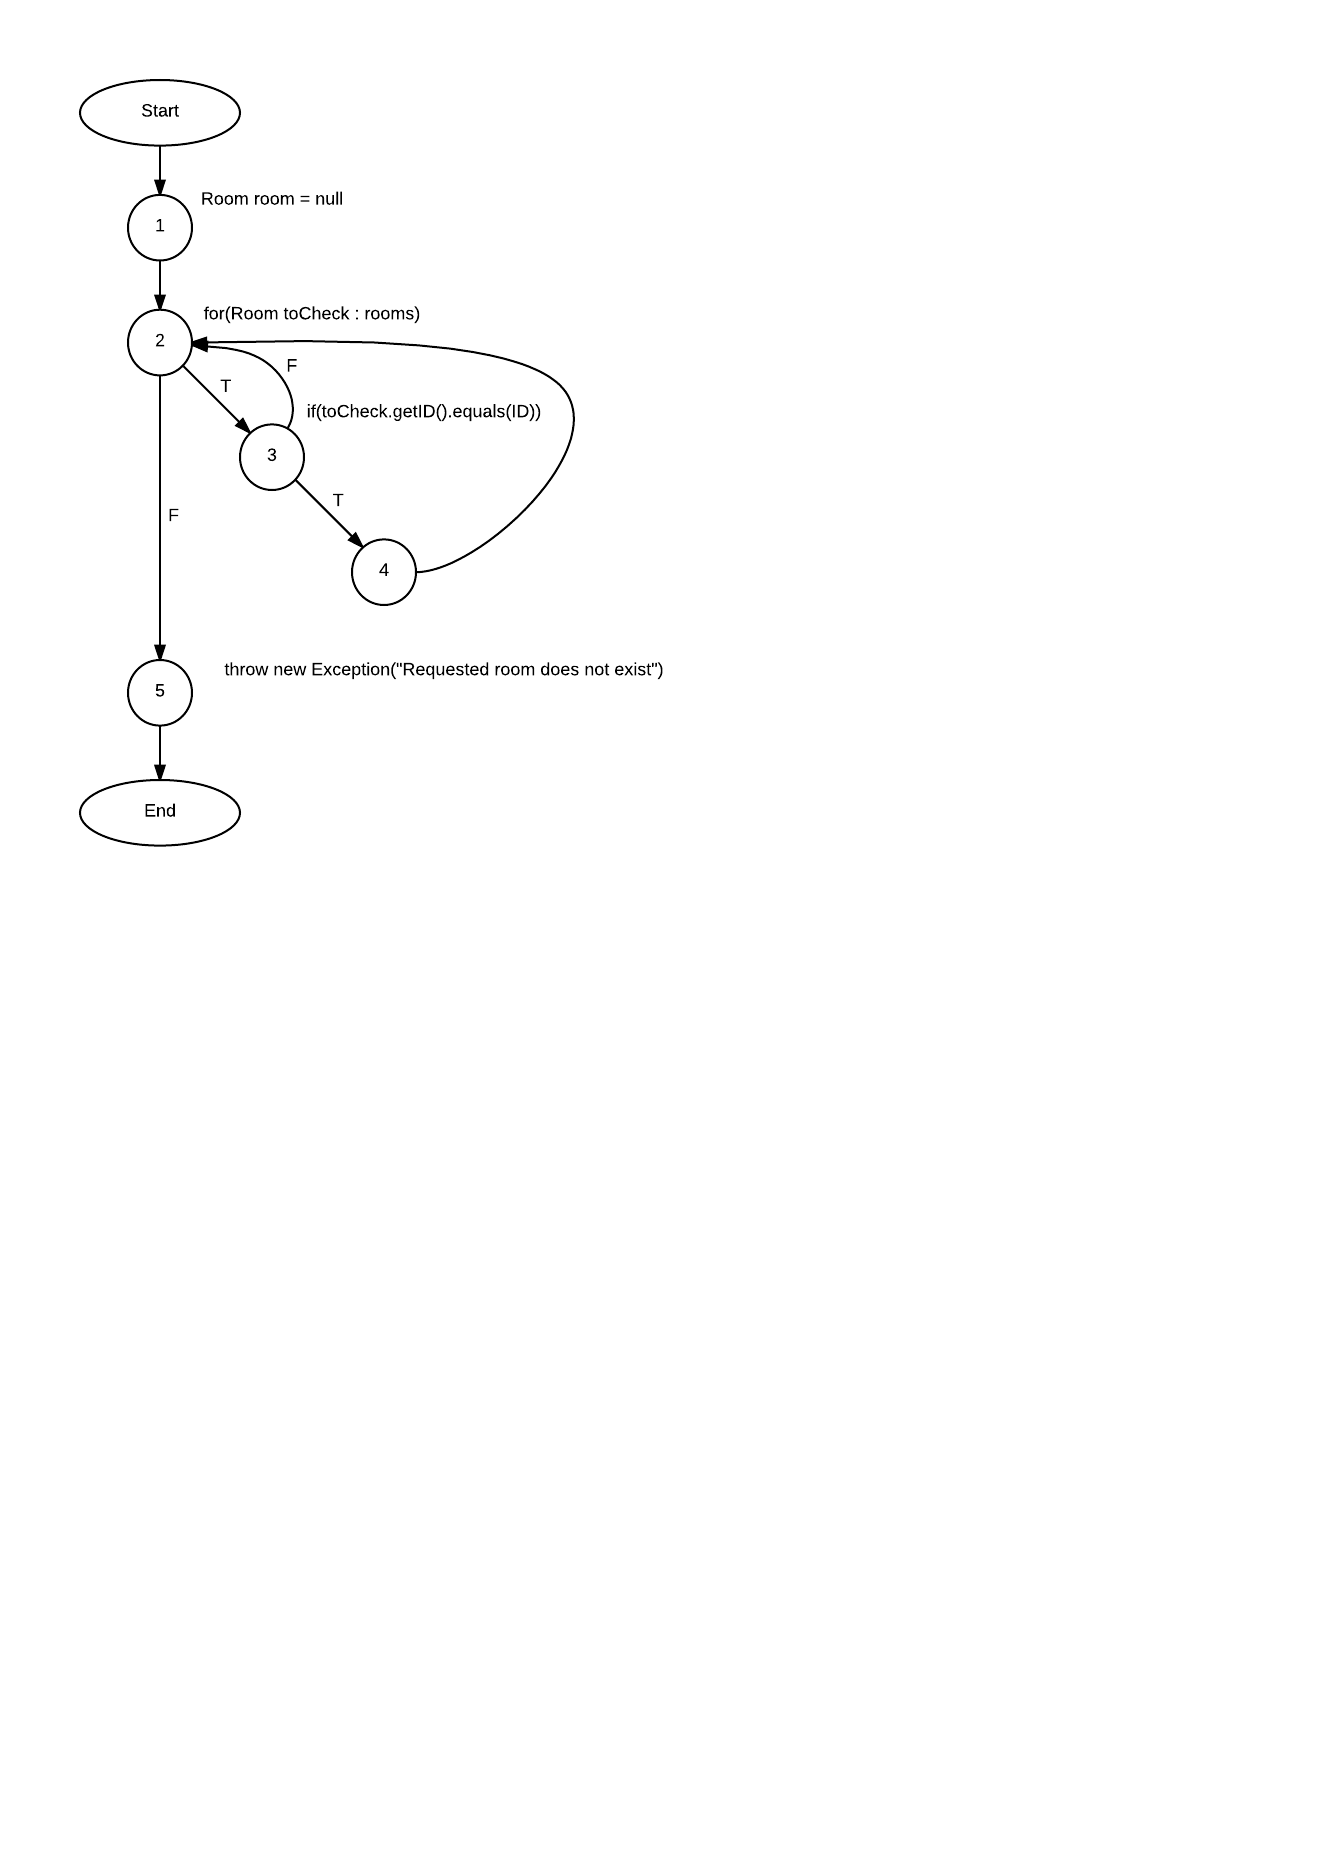 Start
Room room = null
1
for(Room toCheck : rooms)
2
F
T
if(toCheck.getID().equals(ID))
3
T
F
4
throw new Exception("Requested room does not exist")
5
End